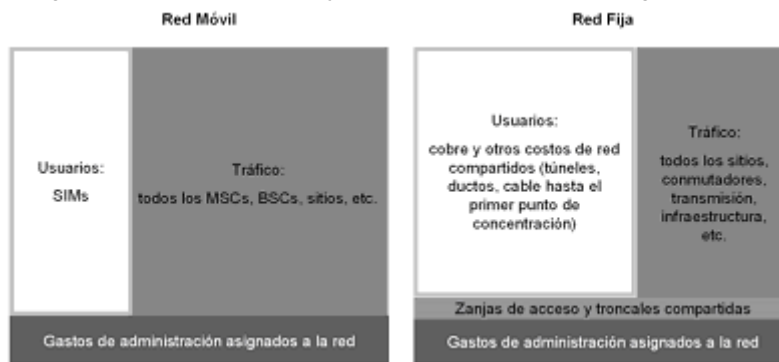 Red Móvil
Usuarios:
SIMs
Tráfico:
todos los MSCs, BSCs, sitios, etc.
Gastos de administración asignados a la red
Red Fija
Usuarios:
cobre y otros costos de red
compartidos (túneles,
ductos, cable hasta el
primer punto de
concentración)
Tráfico:
todos los sitios,
conmutadores,
transmisión,
infraestructura,
etc.
Zanjas de acceso y troncales compartidas
Gastos de administración asignados a la red